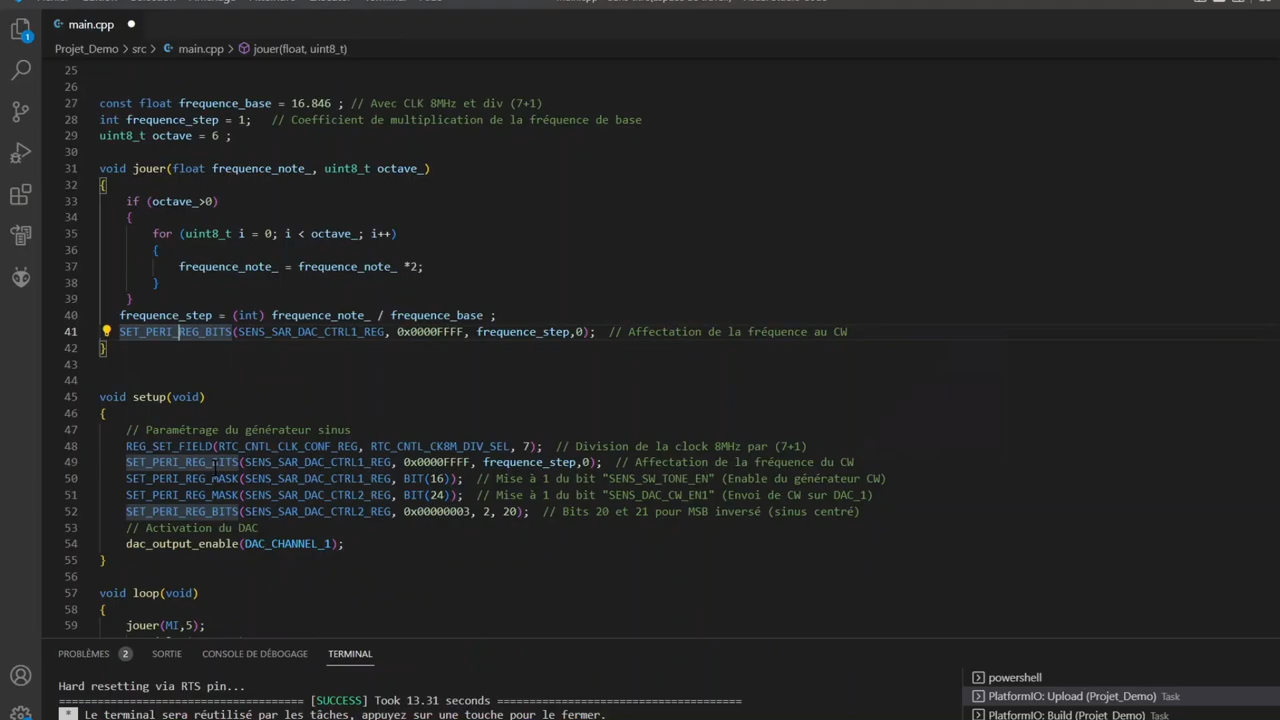 main.cpp
Projet_Demo > src > main.cpp > jouer(float, uint8_t)
1
25
26
27 const float frequence_base = 16.846 ; // Avec CLK 8MHz et div (7+1)
28 int frequence_step = 1; // Coefficient de multiplication de la fréquence de base
29 uint8_t octave = 6 ;
30
31 void jouer(float frequence_note_, uint8_t octave_)
32 {
33 if (octave_>0)
34 {
35 for (uint8_t i = 0; i < octave_; i++)
36 {
37 frequence_note_ = frequence_note_ *2;
38 }
39 }
40 frequence_step = (int) frequence_note_ / frequence_base ;
41 SET_PERI_REG_BITS(SENS_SAR_DAC_CTRL1_REG, 0x0000FFFF, frequence_step,0); // Affectation de la fréquence au CW
42 }
43
44
45 void setup(void)
46 {
47 // Paramétrage du générateur sinus
48 REG_SET_FIELD(RTC_CNTL_CLK_CONF_REG, RTC_CNTL_CK8M_DIV_SEL, 7); // Division de la clock 8MHz par (7+1)
49 SET_PERI_REG_BITS(SENS_SAR_DAC_CTRL1_REG, 0x0000FFFF, frequence_step,0); // Affectation de la fréquence du CW
50 SET_PERI_REG_MASK(SENS_SAR_DAC_CTRL1_REG, BIT(16)); // Mise à 1 du bit "SENS_SW_TONE_EN" (Enable du générateur CW)
51 SET_PERI_REG_MASK(SENS_SAR_DAC_CTRL2_REG, BIT(24)); // Mise à 1 du bit "SENS_DAC_CW_EN1" (Envoi de CW sur DAC_1)
52 SET_PERI_REG_BITS(SENS_SAR_DAC_CTRL2_REG, 0x00000003, 2, 20); // Bits 20 et 21 pour MSB inversé (sinus centré)
53 // Activation du DAC
54 dac_output_enable(DAC_CHANNEL_1);
55 }
56
57 void loop(void)
58 {
59 jouer(MI,5);
PROBLÈMES 2 SORTIE CONSOLE DE DÉBOGAGE TERMINAL
Hard resetting via RTS pin...
================================== [SUCCESS] Took 13.31 seconds ==================================
* Le terminal sera réutilisé par les tâches, appuyez sur une touche pour le fermer.
powershell
PlatformIO: Upload (Projet_Demo) Task
PlatformIO: Build (Projet_Demo) Task